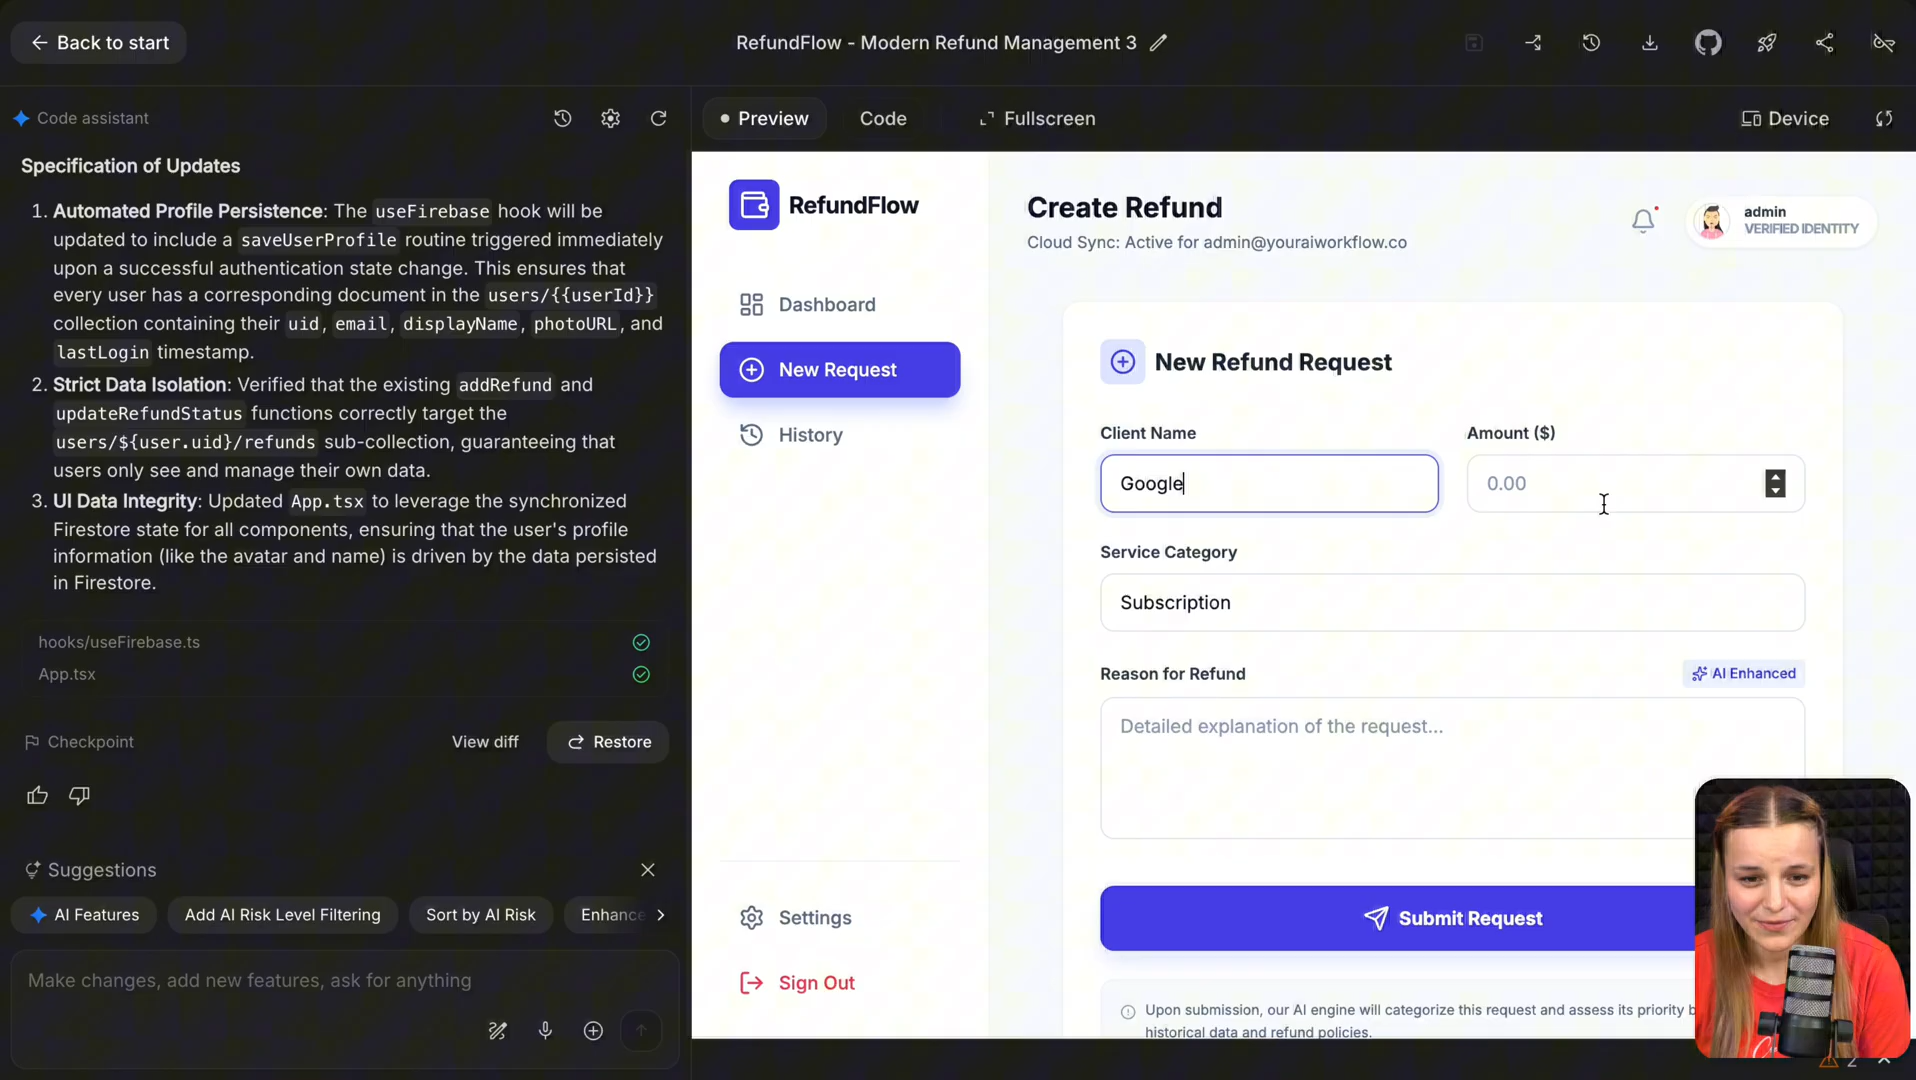 Back to start
RefundFlow - Modern Refund Management 3
Code assistant
Preview
Code
Fullscreen
Device
Specification of Updates
1. Automated Profile Persistence: The useFirebase hook will be
updated to include a saveUserProfile routine triggered immediately
upon a successful authentication state change. This ensures that
every user has a corresponding document in the users/{{userId}}
collection containing their uid, email, displayName, photoURL, and
lastLogin timestamp.
2. Strict Data Isolation: Verified that the existing addRefund and
updateRefundStatus functions correctly target the
users/${user.uid}/refunds sub-collection, guaranteeing that
users only see and manage their own data.
3. UI Data Integrity: Updated App.tsx to leverage the synchronized
Firestore state for all components, ensuring that the user's profile
information (like the avatar and name) is driven by the data persisted
in Firestore.
hooks/useFirebase.ts
App.tsx
Checkpoint
View diff
Restore
Suggestions
AI Features
Add AI Risk Level Filtering
Sort by AI Risk
Enhance
Make changes, add new features, ask for anything
RefundFlow
Dashboard
New Request
History
Settings
Sign Out
Create Refund
Cloud Sync: Active for admin@youraiworkflow.co
admin
VERIFIED IDENTITY
New Refund Request
Client Name
Amount ($)
Google
0.00
Service Category
Subscription
Reason for Refund
AI Enhanced
Detailed explanation of the request...
Submit Request
Upon submission, our AI engine will categorize this request and assess its priority b
historical data and refund policies.
2